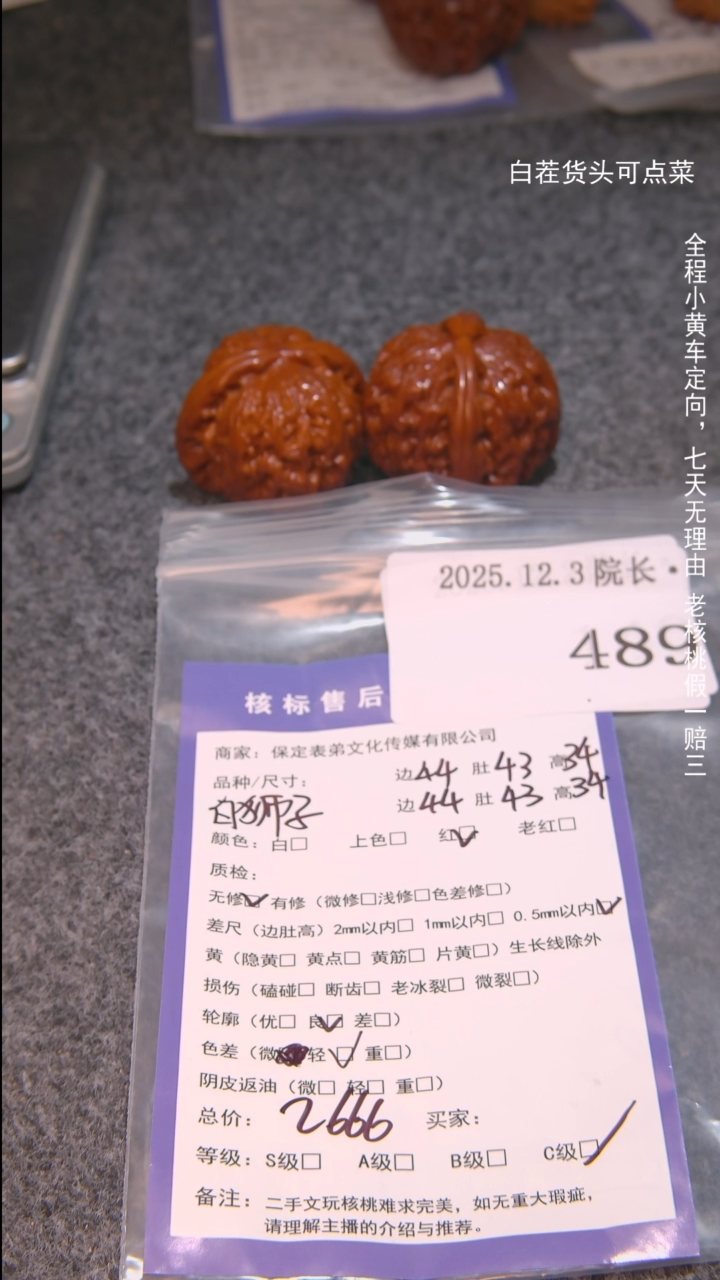 白茬货头可点菜
全程小黄车定向，七天无理由 老核桃假一赔三
2025.12.3 院长·
489
核标售后
商家：保定表弟文化传媒有限公司
品种/尺寸： 边44 肚43 高34
白狮子 边44 肚43 高34
颜色：白□ 上色□ 红☑ 老红□
质检：
无修☑ 有修（微修□浅修□色差修□）
差尺（边肚高）2mm以内□ 1mm以内□ 0.5mm以内☑
黄（隐黄□ 黄点□ 黄筋□ 片黄□）生长线除外
损伤（磕碰□ 断齿□ 老冰裂□ 微裂□）
轮廓（优□ 良☑ 差□）
色差（微 轻☑ 重□）
阴皮返油（微□ 轻□ 重□）
总价：2666 买家：
等级：S级□ A级□ B级□ C级☑
备注：二手文玩核桃难求完美，如无重大瑕疵，
请理解主播的介绍与推荐。